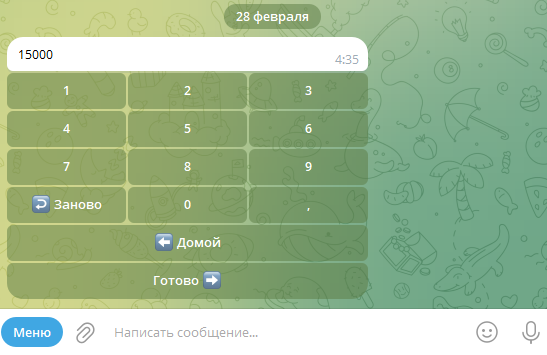 28 февраля
15000
4:35
1 2 3
4 5 6
7 8 9
Заново 0 ,
Домой
Готово
Меню Написать сообщение...